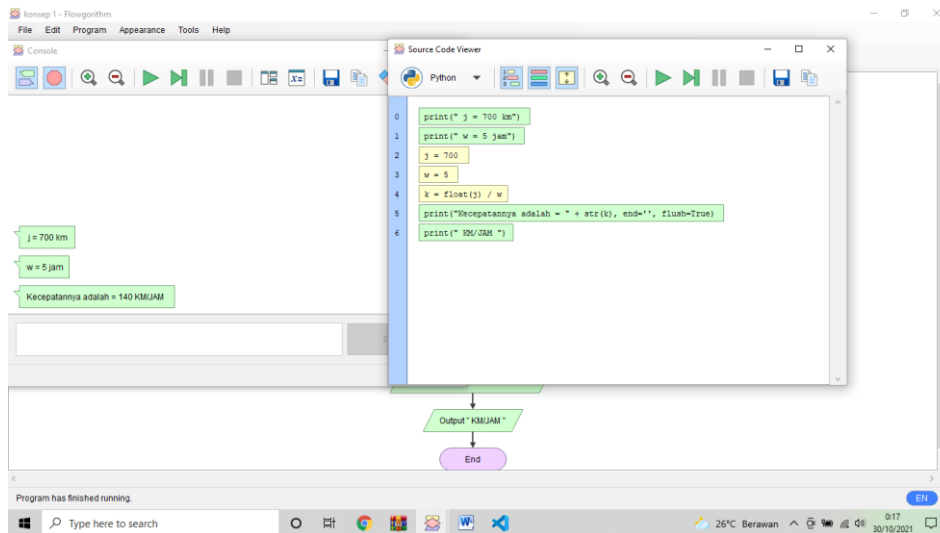 konsep 1 - Flowgorithm
File Edit Program Appearance Tools Help
Console
j = 700 km
w = 5 jam
Kecepatannya adalah = 140 KM/JAM
Source Code Viewer
Python
0 print(" j = 700 km")
1 print(" w = 5 jam")
2 j = 700
3 w = 5
4 k = float(j) / w
5 print("Kecepatannya adalah = " + str(k), end='', flush=True)
6 print(" KM/JAM ")
Output " KM/JAM "
End
Program has finished running.
EN
Type here to search
26°C Berawan
0:17
30/10/2021